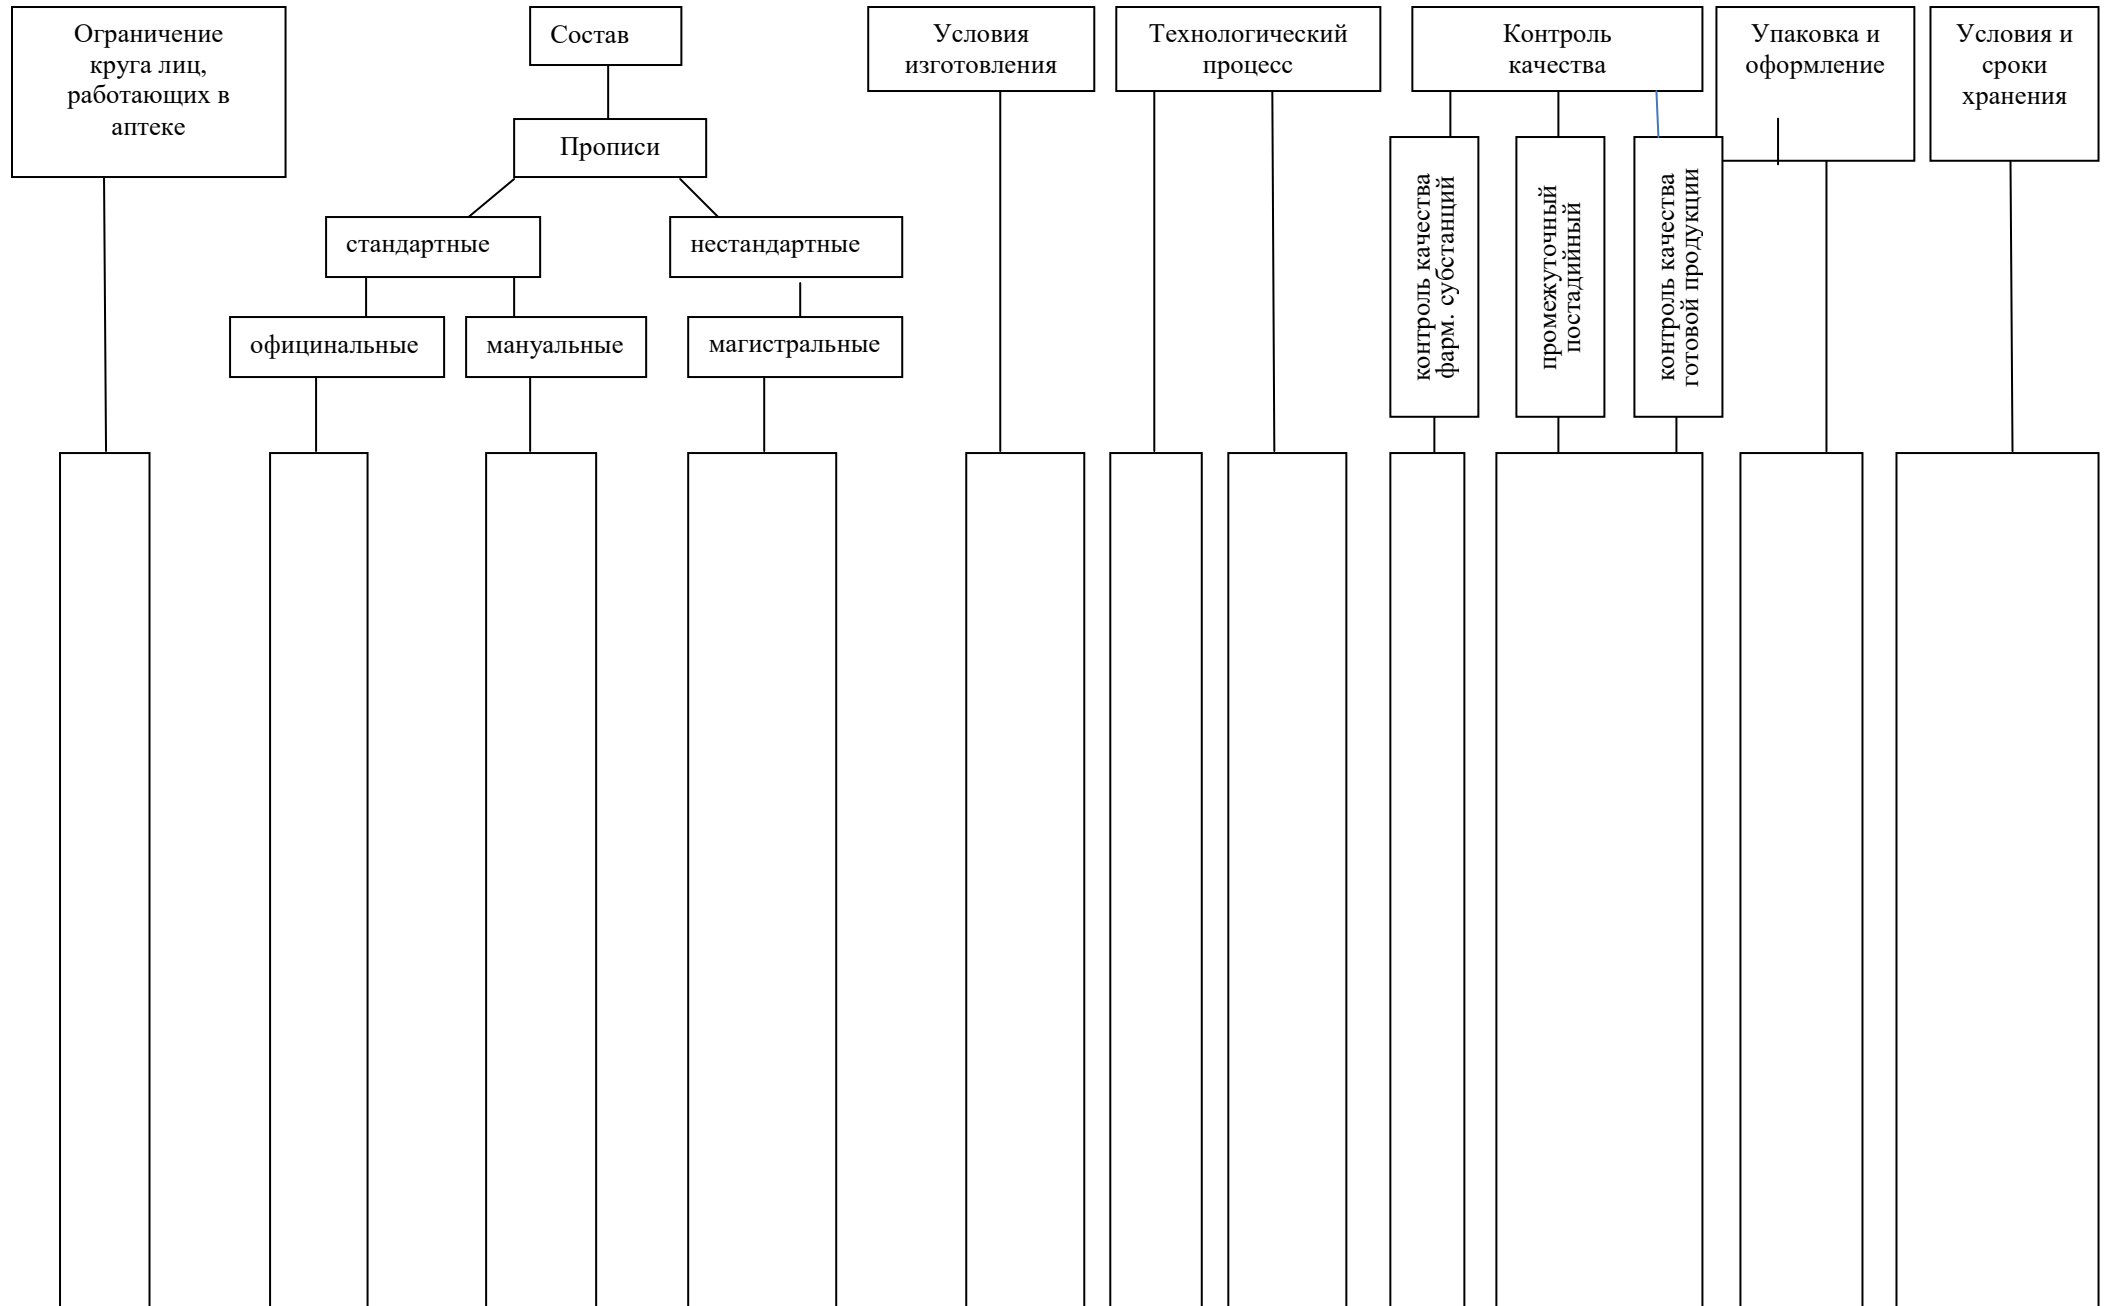 Ограничение
круга лиц,
работающих в
аптеке
Состав
Условия
изготовления
Технологический
процесс
Контроль
качества
Упаковка и
оформление
Условия и
сроки
хранения
Прописи
стандартные
нестандартные
официнальные
мануальные
магистральные
контроль качества
фарм. субстанций
промежуточный
постадийный
контроль качества
готовой продукции